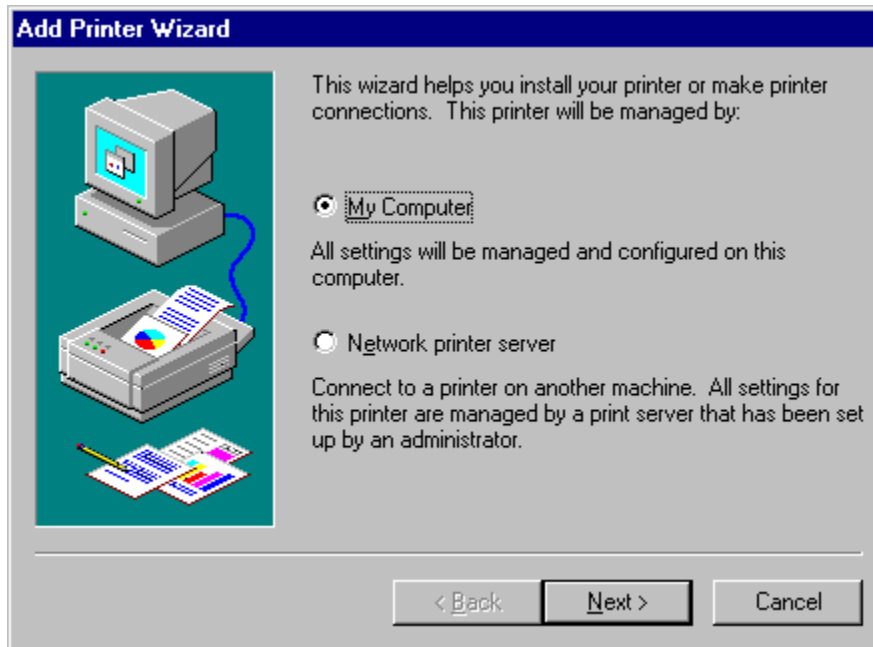 Add Printer Wizard
This wizard helps you install your printer or make printer
connections.  This printer will be managed by:
My Computer
All settings will be managed and configured on this
computer.
Network printer server
Connect to a printer on another machine.  All settings for
this printer are managed by a print server that has been set
up by an administrator.
< Back
Next >
Cancel